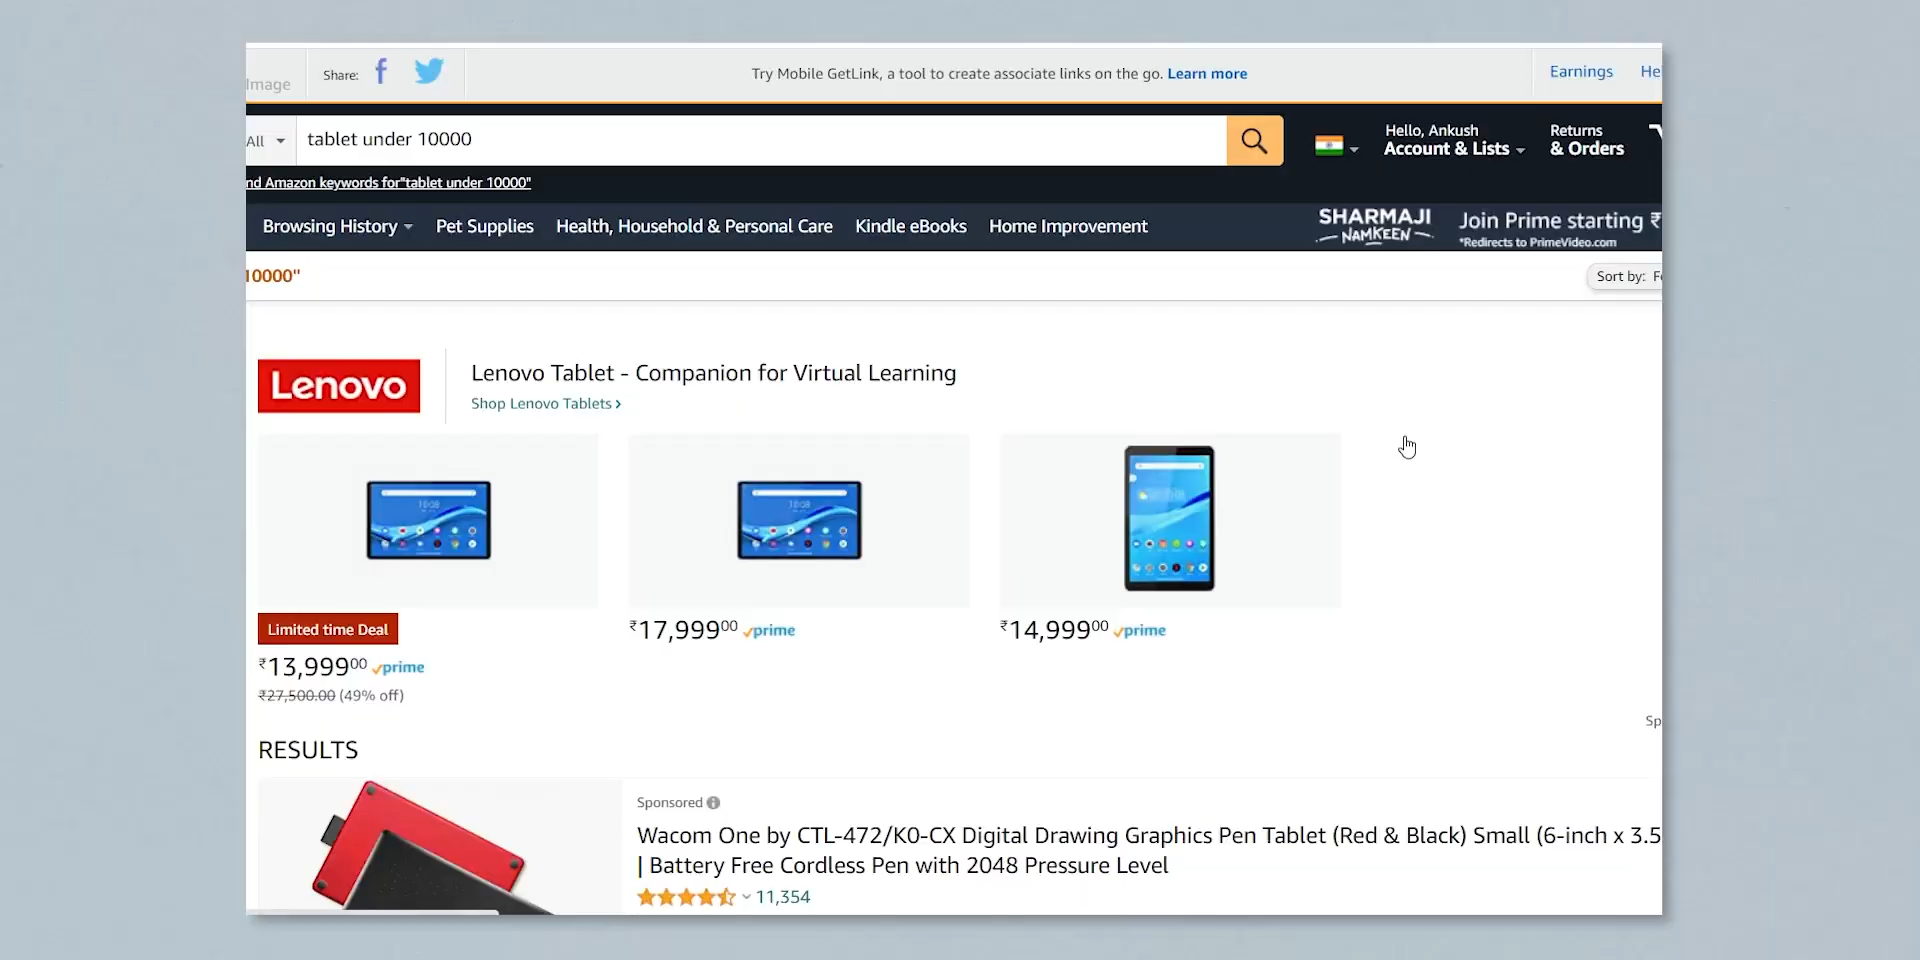 Image
Share:
Try Mobile GetLink, a tool to create associate links on the go. Learn more
Earnings
All
tablet under 10000
Hello, Ankush
Account & Lists
Returns
& Orders
Amazon keywords for"tablet under 10000"
Browsing History
Pet Supplies
Health, Household & Personal Care
Kindle eBooks
Home Improvement
SHARMAJI
NAMKEEN
Join Prime starting ₹
*Redirects to PrimeVideo.com
10000"
Sort by:
Lenovo
Lenovo Tablet - Companion for Virtual Learning
Shop Lenovo Tablets ›
Limited time Deal
₹13,999⁰⁰ prime
₹27,500.00 (49% off)
₹17,999⁰⁰ prime
₹14,999⁰⁰ prime
RESULTS
Sponsored
Wacom One by CTL-472/K0-CX Digital Drawing Graphics Pen Tablet (Red & Black) Small (6-inch x 3.5
| Battery Free Cordless Pen with 2048 Pressure Level
11,354